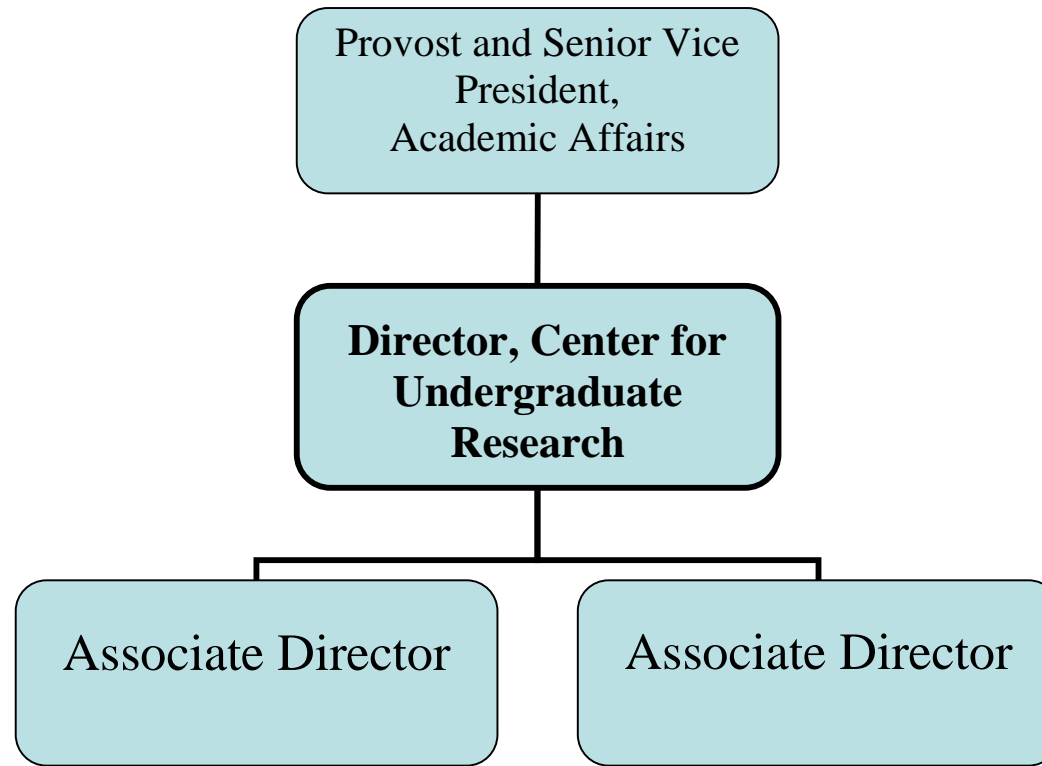 Provost and Senior Vice
President,
Academic Affairs
Director, Center for
Undergraduate
Research
Associate Director
Associate Director